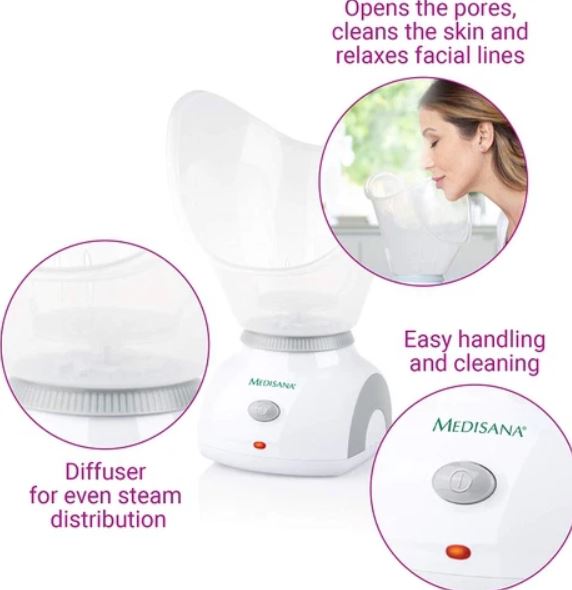 Opens the pores,
cleans the skin and
relaxes facial lines
MEDISANA®
Easy handling
and cleaning
MEDISANA®
Diffuser
for even steam
distribution